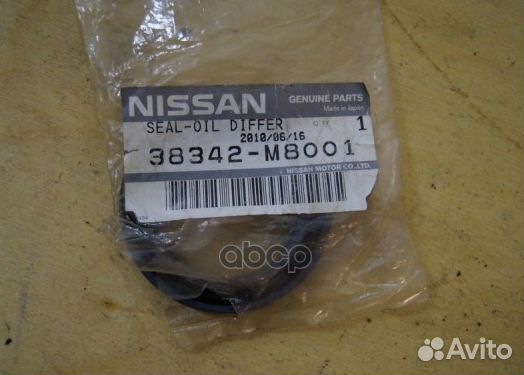 NISSAN
GENUINE PARTS
Made in Japan
SEAL-OIL DIFFER
Q'TY 1
2010/06/16
38342-M8001
NISSAN MOTOR CO.,LTD.
abcp
Avito